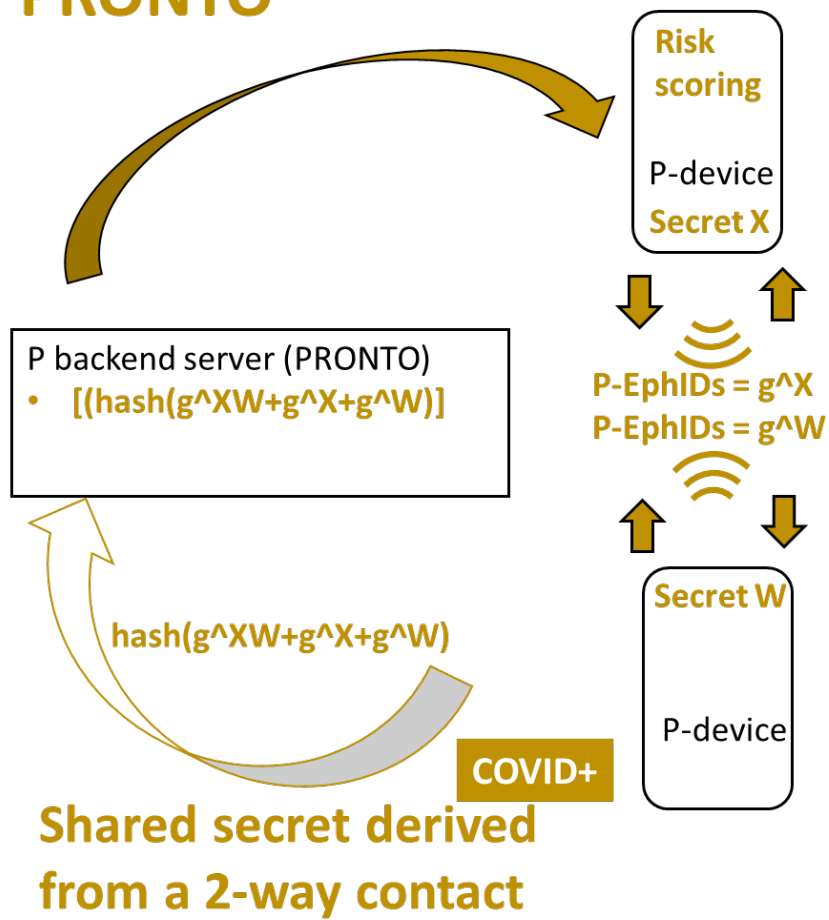 PRONTO
Risk
scoring
P-device
Secret X
P backend server (PRONTO)
• [(hash(g^XW+g^X+g^W)]
P-EphIDs = g^X
P-EphIDs = g^W
hash(g^XW+g^X+g^W)
Secret W
P-device
COVID+
Shared secret derived
from a 2-way contact